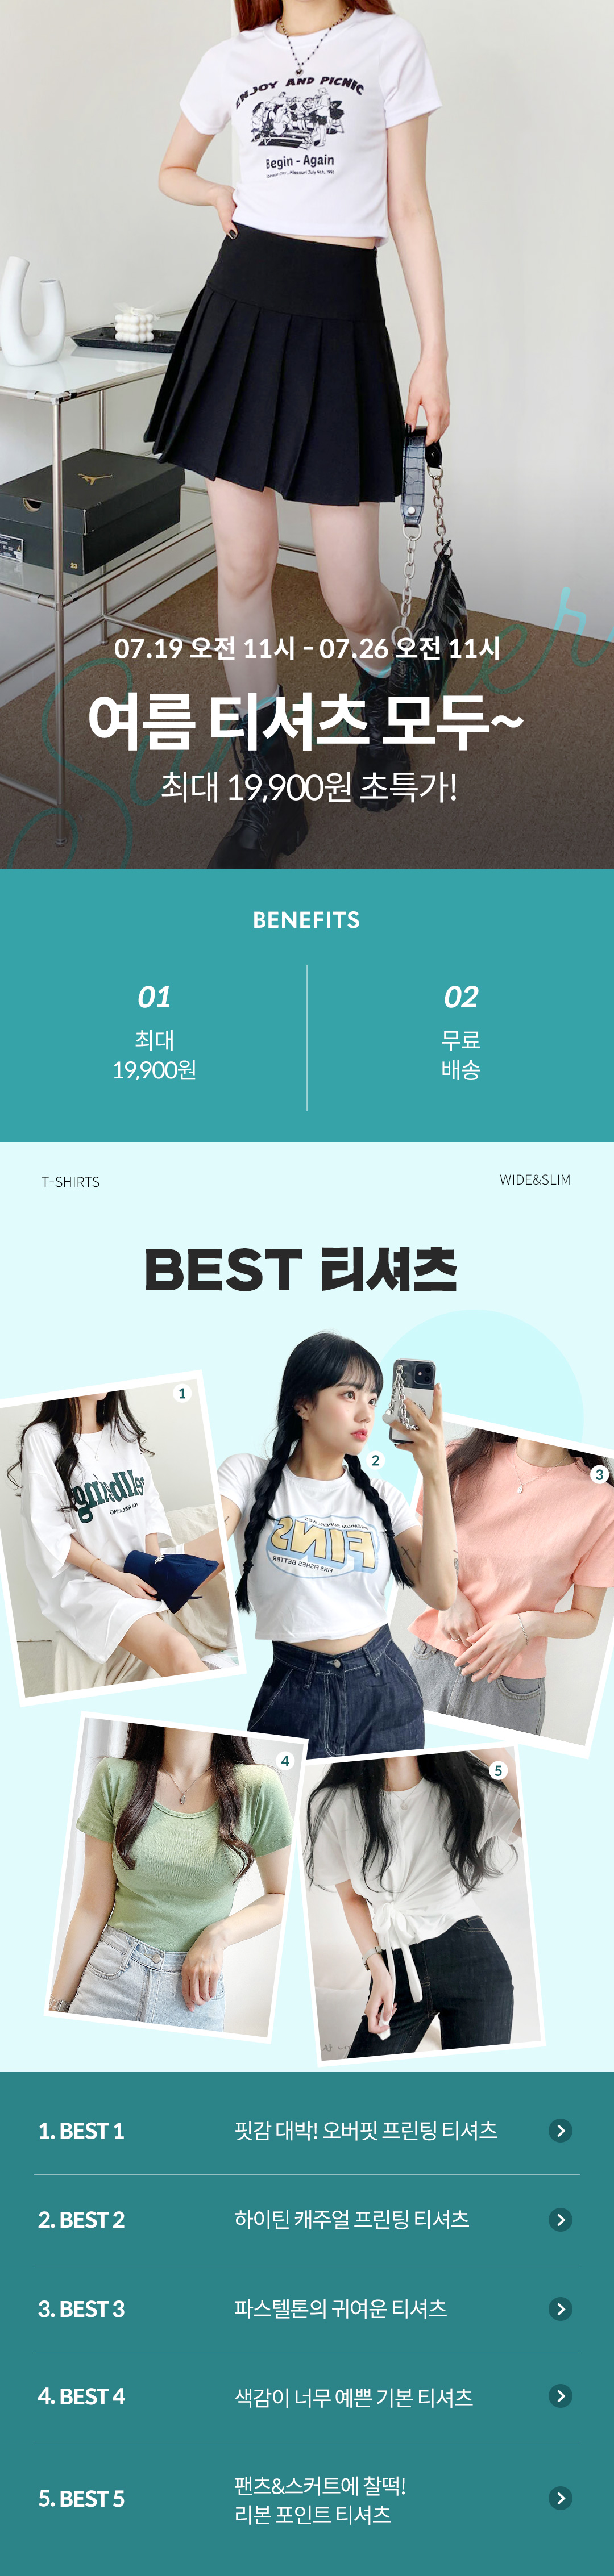 ENJOY AND PICNIC
Begin - Again
23
Summer
07.19 오전 11시 - 07.26 오전 11시
여름 티셔츠 모두~
최대 19,900원 초특가!
BENEFITS
01
최대
19,900원
02
무료
배송
T-SHIRTS
WIDE&SLIM
BEST 티셔츠
1
2
3
FINS
FINS FISHES BETTER
4
5
1. BEST 1
핏감 대박! 오버핏 프린팅 티셔츠
2. BEST 2
하이틴 캐주얼 프린팅 티셔츠
3. BEST 3
파스텔톤의 귀여운 티셔츠
4. BEST 4
색감이 너무 예쁜 기본 티셔츠
5. BEST 5
팬츠&스커트에 찰떡!
리본 포인트 티셔츠